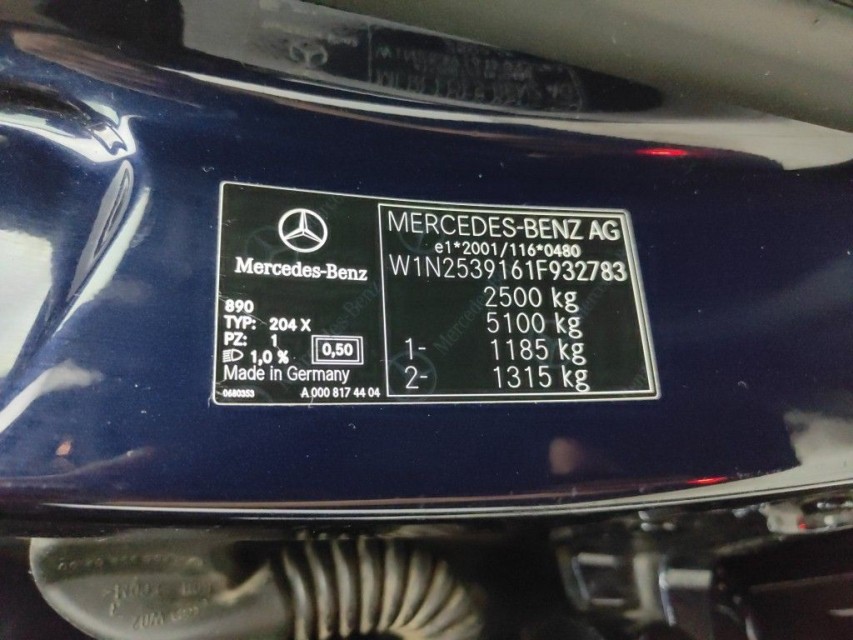 Mercedes-Benz
890
TYP: 204 X
PZ: 1
1,0 % 0,50
Made in Germany
0680353 A 000 817 44 04
MERCEDES-BENZ AG
e1*2001/116*0480
W1N2539161F932783
2500 kg
5100 kg
1- 1185 kg
2- 1315 kg